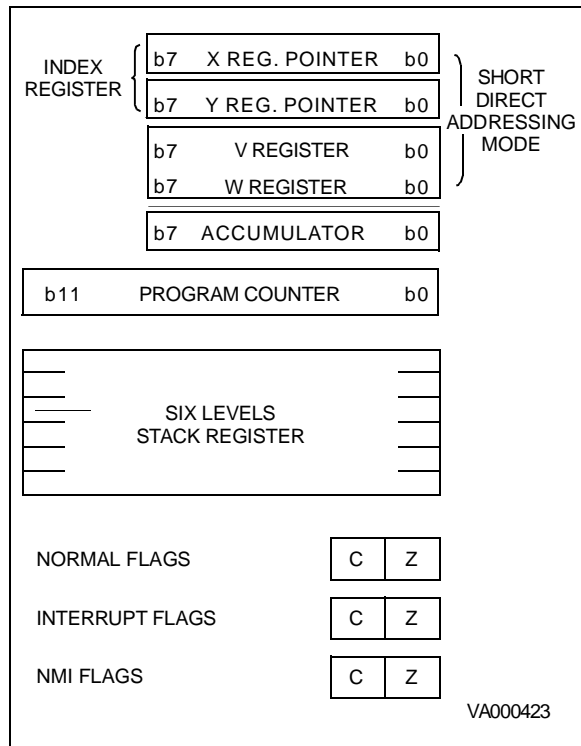 INDEX
REGISTER
b7 X REG. POINTER b0
b7 Y REG. POINTER b0
b7 V REGISTER b0
b7 W REGISTER b0
SHORT
DIRECT
ADDRESSING
MODE
b7 ACCUMULATOR b0
b11 PROGRAM COUNTER b0
SIX LEVELS
STACK REGISTER
NORMAL FLAGS C Z
INTERRUPT FLAGS C Z
NMI FLAGS C Z
VA000423